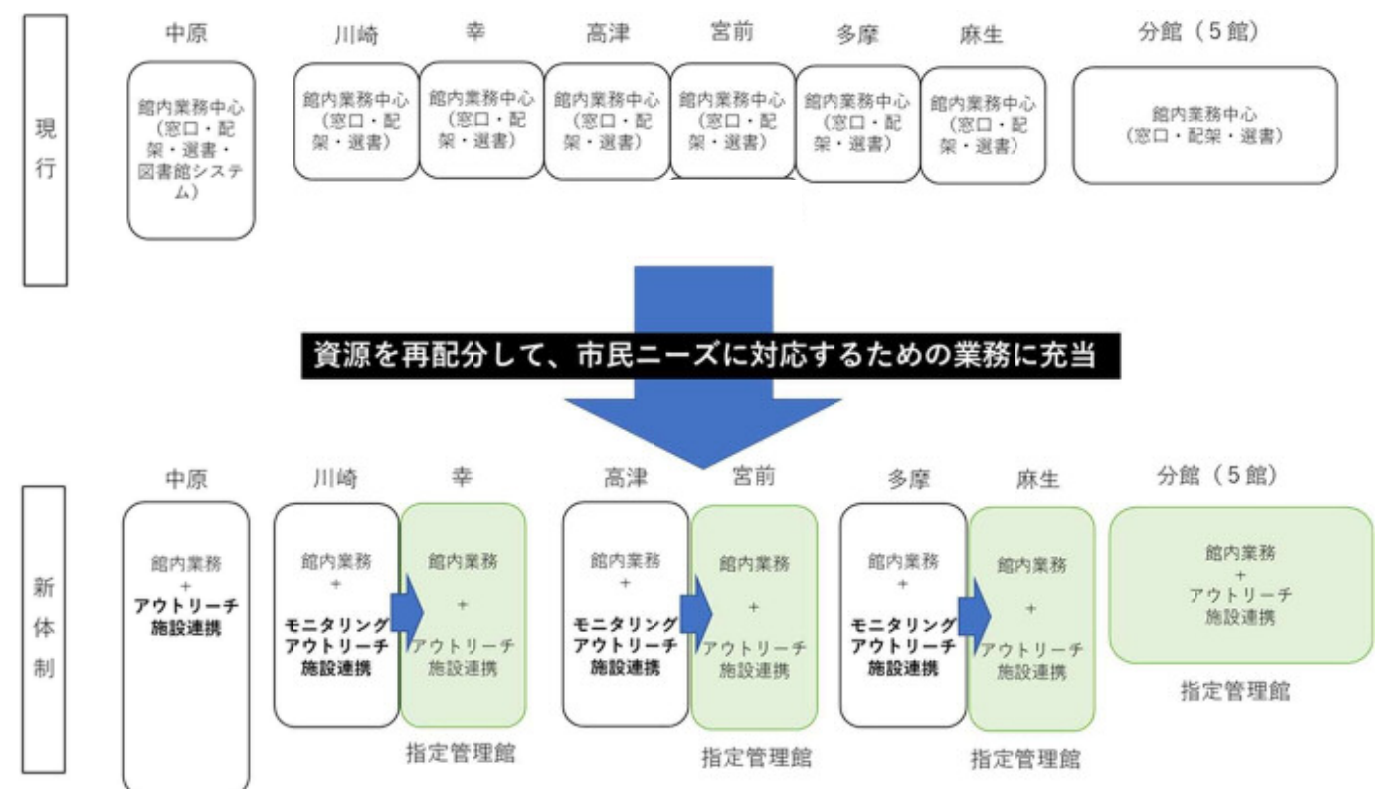 現行
中原
川崎
幸
高津
宮前
多摩
麻生
分館（５館）
館内業務中心
（窓口・配
架・選書・
図書館システ
ム）
館内業務中心
（窓口・配
架・選書）
館内業務中心
（窓口・配
架・選書）
館内業務中心
（窓口・配
架・選書）
館内業務中心
（窓口・配
架・選書）
館内業務中心
（窓口・配
架・選書）
館内業務中心
（窓口・配
架・選書）
館内業務中心
（窓口・配架・選書）
資源を再配分して、市民ニーズに対応するための業務に充当
新体制
中原
川崎
幸
高津
宮前
多摩
麻生
分館（５館）
館内業務
+
アウトリーチ
施設連携
館内業務
+
モニタリング
アウトリーチ
施設連携
館内業務
+
アウトリーチ
施設連携
館内業務
+
モニタリング
アウトリーチ
施設連携
館内業務
+
アウトリーチ
施設連携
館内業務
+
モニタリング
アウトリーチ
施設連携
館内業務
+
アウトリーチ
施設連携
館内業務
+
アウトリーチ
施設連携
指定管理館
指定管理館
指定管理館
指定管理館